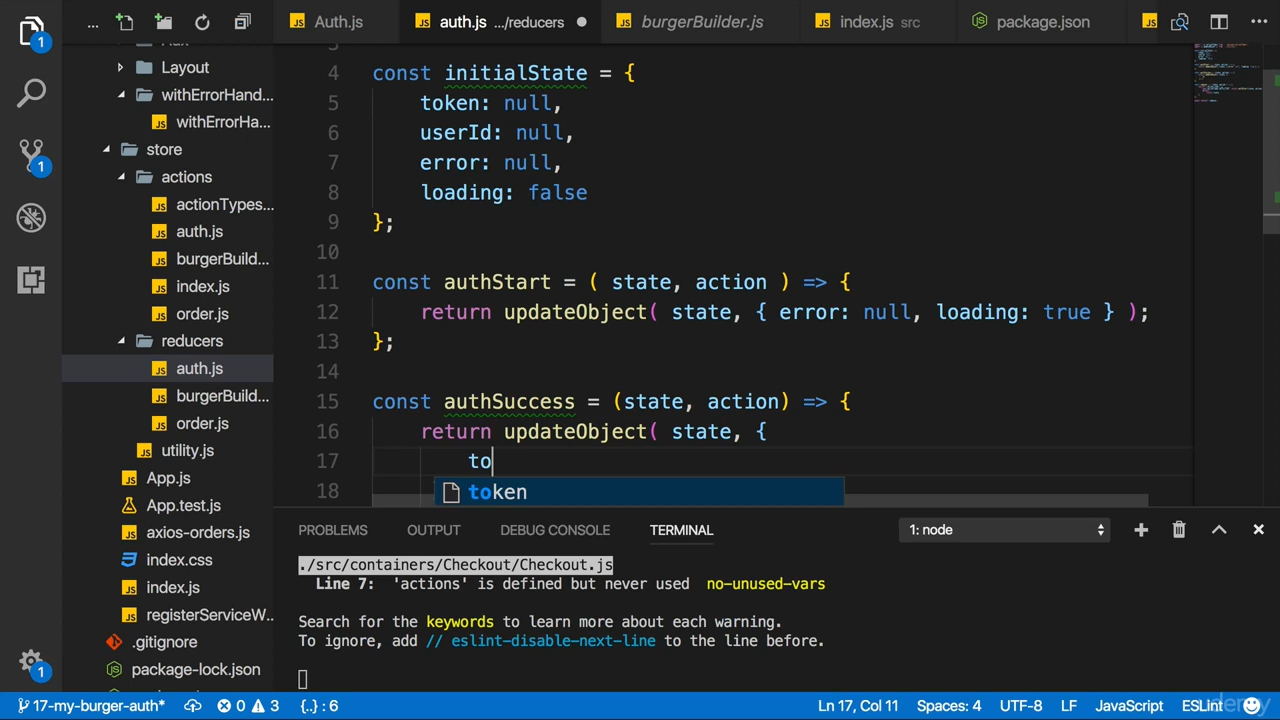 ...
Auth.js
auth.js .../reducers
burgerBuilder.js
index.js src
package.json
1
1
1
Layout
withErrorHand...
withErrorHa...
store
actions
actionTypes...
auth.js
burgerBuild...
index.js
order.js
reducers
auth.js
burgerBuild...
order.js
utility.js
App.js
App.test.js
axios-orders.js
index.css
index.js
registerServiceW...
.gitignore
package-lock.json
4 const initialState = {
5 token: null,
6 userId: null,
7 error: null,
8 loading: false
9 };
10
11 const authStart = ( state, action ) => {
12 return updateObject( state, { error: null, loading: true } );
13 };
14
15 const authSuccess = (state, action) => {
16 return updateObject( state, {
17 to
18 token
PROBLEMS OUTPUT DEBUG CONSOLE TERMINAL 1: node
./src/containers/Checkout/Checkout.js
Line 7: 'actions' is defined but never used no-unused-vars
Search for the keywords to learn more about each warning.
To ignore, add // eslint-disable-next-line to the line before.
17-my-burger-auth* 0 3 {..} : 6 Ln 17, Col 11 Spaces: 4 UTF-8 LF JavaScript ESLint
udemy